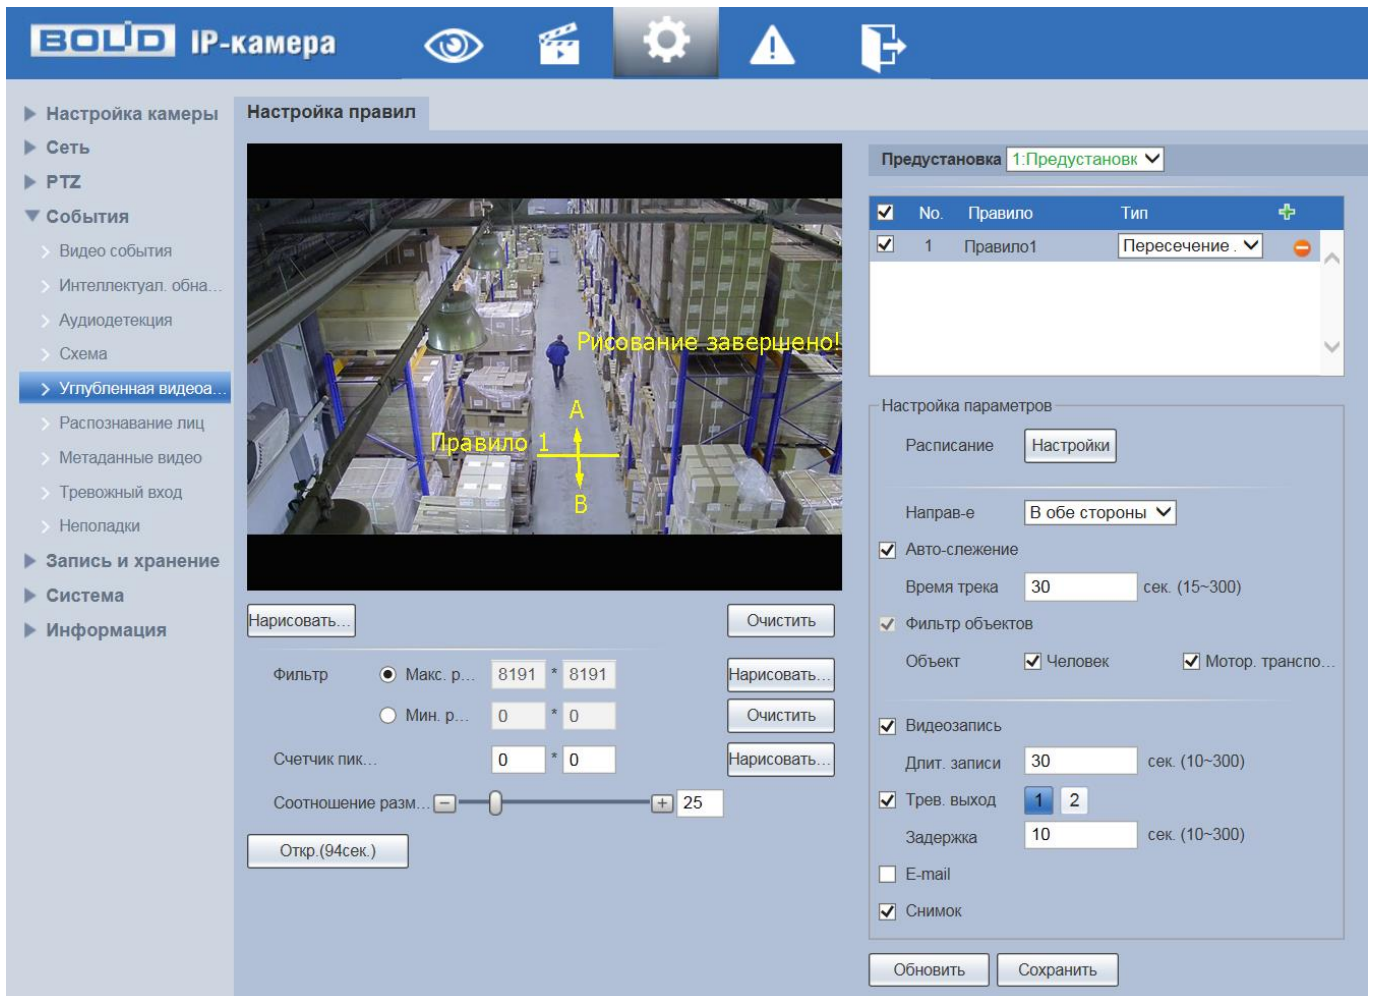 BOLID IP-камера
Настройка камеры
Сеть
PTZ
События
Видео события
Интеллектуал. обна...
Аудиодетекция
Схема
Углубленная видеоа...
Распознавание лиц
Метаданные видео
Тревожный вход
Неполадки
Запись и хранение
Система
Информация
Настройка правил
Рисование завершено!
A
Правило 1
B
Нарисовать... Очистить
Фильтр Макс. р... 8191 * 8191 Нарисовать...
Мин. р... 0 * 0 Очистить
Счетчик пик... 0 * 0 Нарисовать...
Соотношение разм... 25
Откр.(94сек.)
Предустановка 1:Предустановк
No. Правило Тип
1 Правило1 Пересечение .
Настройка параметров
Расписание Настройки
Направ-е В обе стороны
Авто-слежение
Время трека 30 сек. (15~300)
Фильтр объектов
Объект Человек Мотор. транспо...
Видеозапись
Длит. записи 30 сек. (10~300)
Трев. выход 1 2
Задержка 10 сек. (10~300)
E-mail
Снимок
Обновить Сохранить